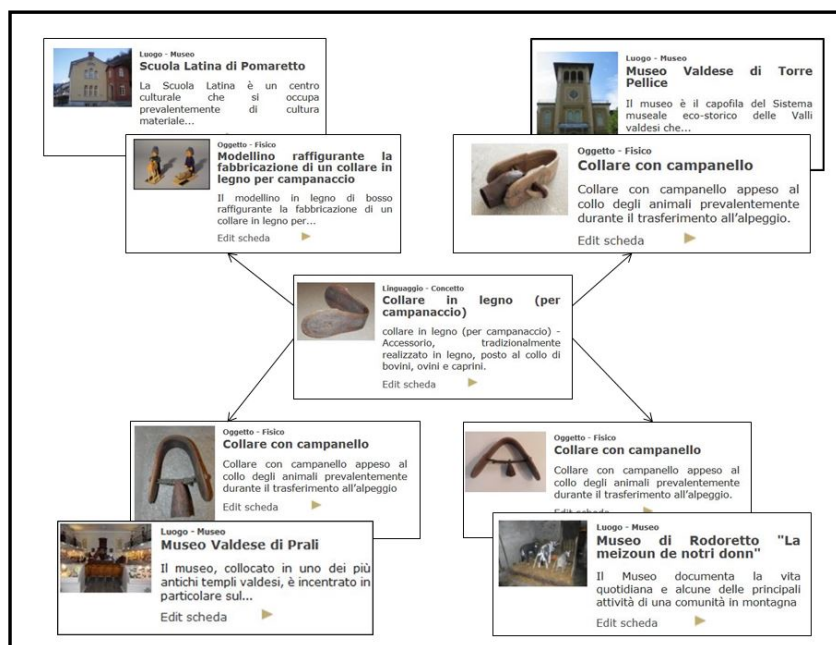 Luogo - Museo
Scuola Latina di Pomaretto
La Scuola Latina è un centro
culturale che si occupa
prevalentemente di cultura
materiale...
Luogo - Museo
Museo Valdese di Torre
Pellice
Il museo è il capofila del Sistema
museale eco-storico delle Valli
valdesi che...
Oggetto - Fisico
Modellino raffigurante la
fabbricazione di un collare in
legno per campanaccio
Il modellino in legno di bosso
raffigurante la fabbricazione di un
collare in legno per...
Edit scheda
Oggetto - Fisico
Collare con campanello
Collare con campanello appeso al
collo degli animali prevalentemente
durante il trasferimento all'alpeggio.
Edit scheda
Linguaggio - Concetto
Collare in legno (per
campanaccio)
collare in legno (per campanaccio) -
Accessorio, tradizionalmente
realizzato in legno, posto al collo di
bovini, ovini e caprini.
Edit scheda
Oggetto - Fisico
Collare con campanello
Collare con campanello appeso al
collo degli animali prevalentemente
durante il trasferimento all'alpeggio
Edit scheda
Oggetto - Fisico
Collare con campanello
Collare con campanello appeso al
collo degli animali prevalentemente
durante il trasferimento all'alpeggio.
Edit scheda
Luogo - Museo
Museo Valdese di Prali
Il museo, collocato in uno dei più
antichi templi valdesi, è incentrato in
particolare sul...
Edit scheda
Luogo - Museo
Museo di Rodoretto "La
meizoun de notri donn"
Il Museo documenta la vita
quotidiana e alcune delle principali
attività di una comunità in montagna
Edit scheda